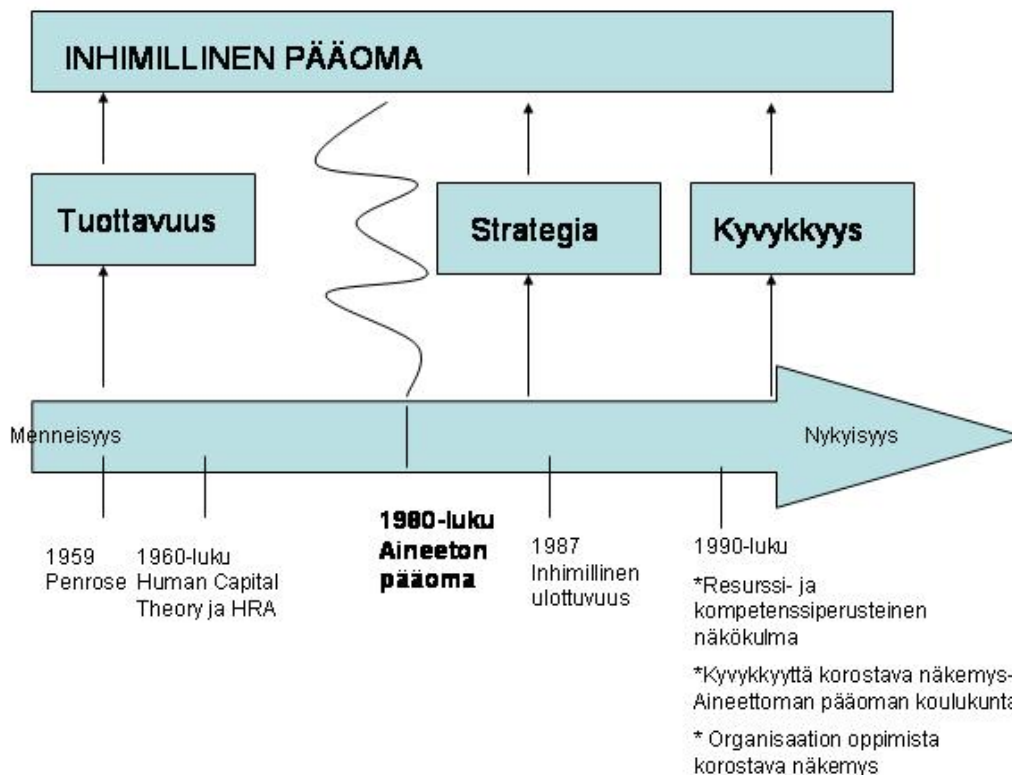 INHIMILLINEN PÄÄOMA
Tuottavuus
Strategia
Kyvykkyys
Menneisyys
Nykyisyys
1959
Penrose
1960-luku
Human Capital
Theory ja HRA
1980-luku
Aineeton
pääoma
1987
Inhimillinen
ulottuvuus
1990-luku
*Resurssi- ja
kompetenssiperusteinen
näkökulma
*Kyvykkyyttä korostava näkemys-
Aineettoman pääoman koulukunta
* Organisaation oppimista
korostava näkemys